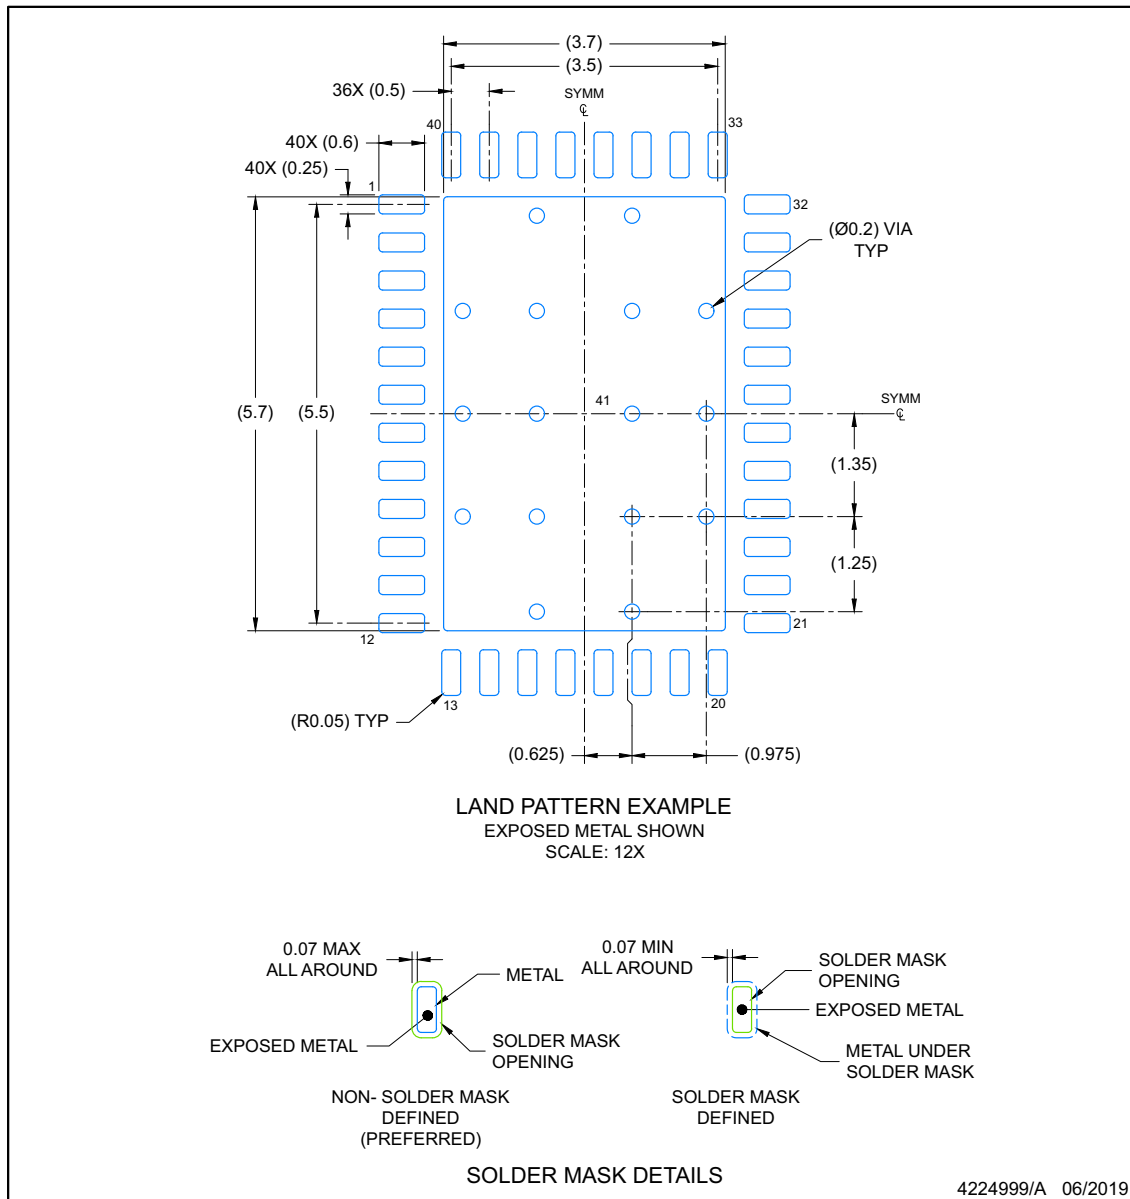 (3.7)
(3.5)
36X (0.5)
SYMM
℄
40
33
40X (0.6)
40X (0.25)
1
32
(Ø0.2) VIA
TYP
(5.7)
(5.5)
41
SYMM
℄
(1.35)
(1.25)
12
21
13
20
(R0.05) TYP
(0.625)
(0.975)
LAND PATTERN EXAMPLE
EXPOSED METAL SHOWN
SCALE: 12X
0.07 MAX
ALL AROUND
METAL
EXPOSED METAL
SOLDER MASK
OPENING
NON- SOLDER MASK
DEFINED
(PREFERRED)
0.07 MIN
ALL AROUND
SOLDER MASK
OPENING
EXPOSED METAL
METAL UNDER
SOLDER MASK
SOLDER MASK
DEFINED
SOLDER MASK DETAILS
4224999/A 06/2019